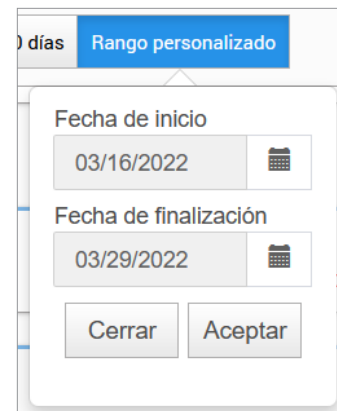 0 días Rango personalizado
Fecha de inicio
03/16/2022
Fecha de finalización
03/29/2022
Cerrar Aceptar